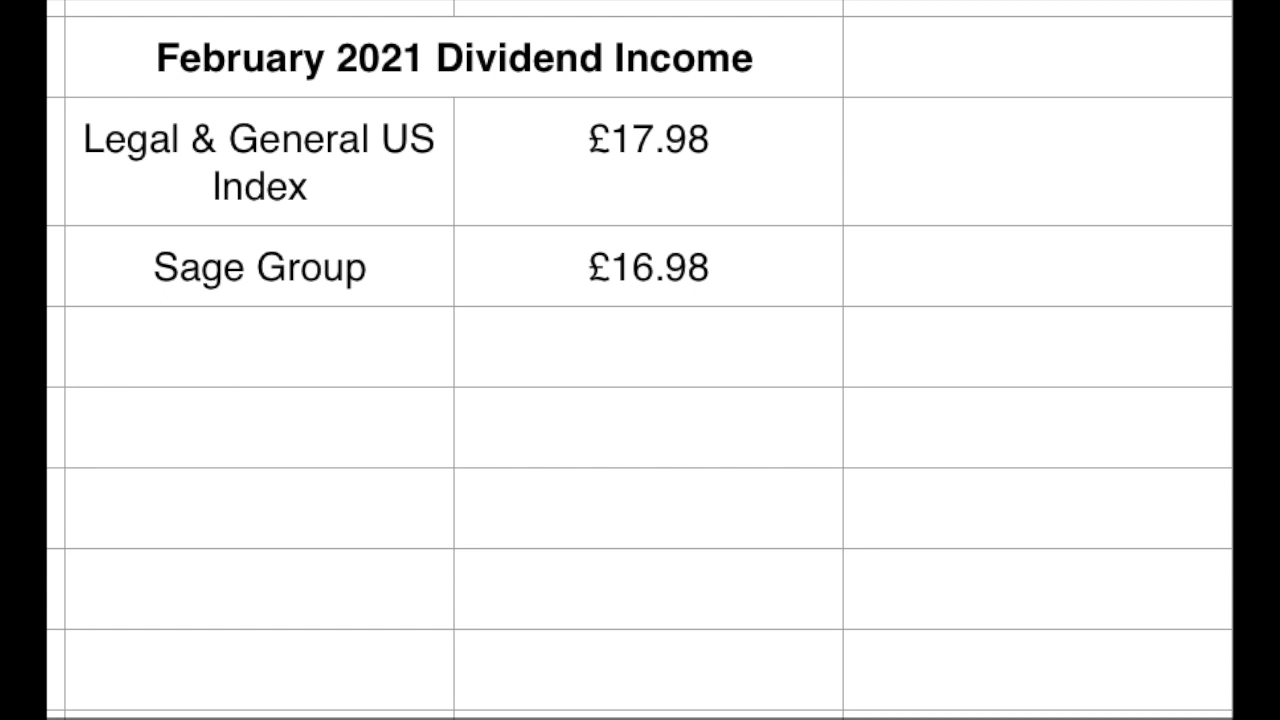 February 2021 Dividend Income
Legal & General US
Index
£17.98
Sage Group
£16.98